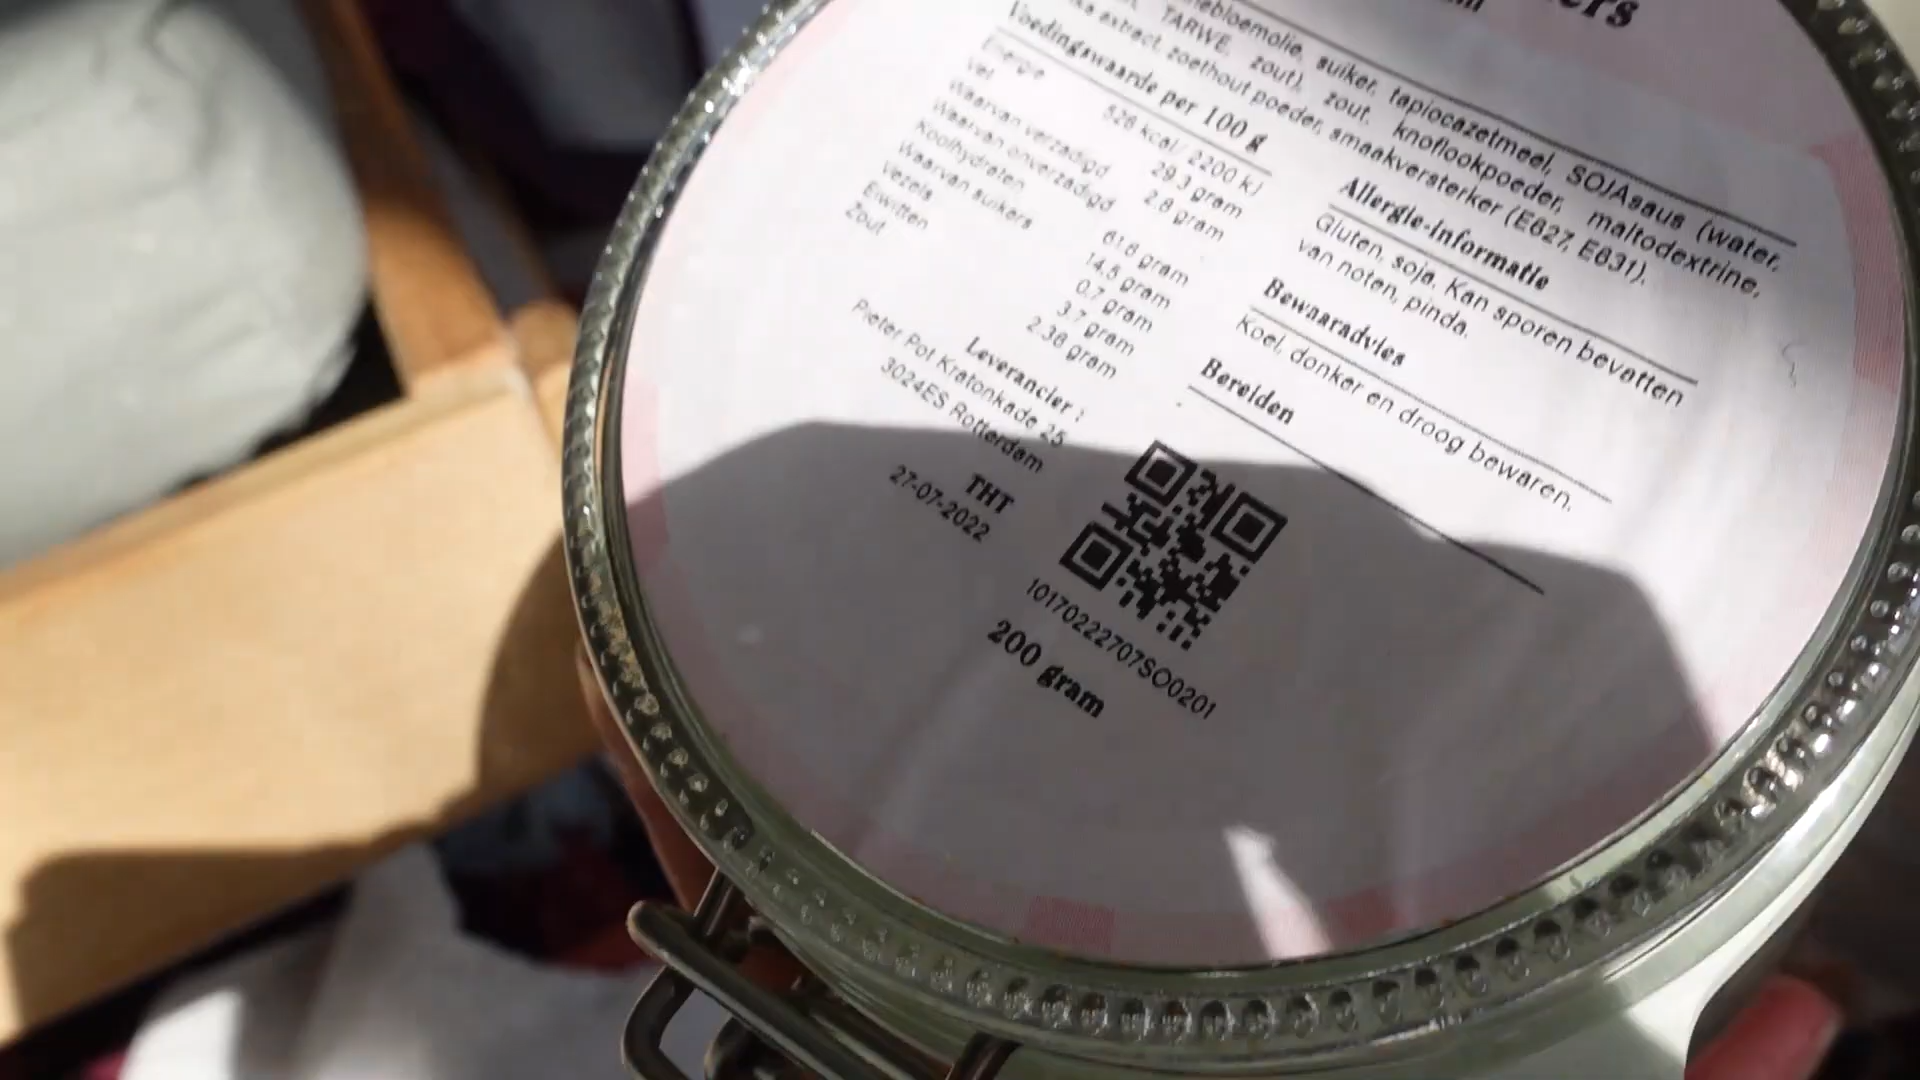 suiker, tapiocazetmeel, SOJAsaus (water,
TARWE, zout), zout, knoflookpoeder, maltodextrine,
extract, zoethout poeder, smaakversterker (E627, E631).
Voedingswaarde per 100 g
Energie 526 kcal/ 2200 kJ
Vet 29.3 gram
Waarvan verzadigd 2.8 gram
Waarvan onverzadigd
Koolhydraten 61.6 gram
Waarvan suikers 14.5 gram
Vezels 0.7 gram
Eiwitten 3.7 gram
Zout 2.38 gram
Allergie-informatie
Gluten, soja. Kan sporen bevatten
van noten, pinda.
Bewaaradvies
Koel, donker en droog bewaren.
Bereiden
Leverancier :
Pieter Pot Kratonkade 25
3024ES Rotterdam
THT
27-07-2022
10170222707SO0201
200 gram